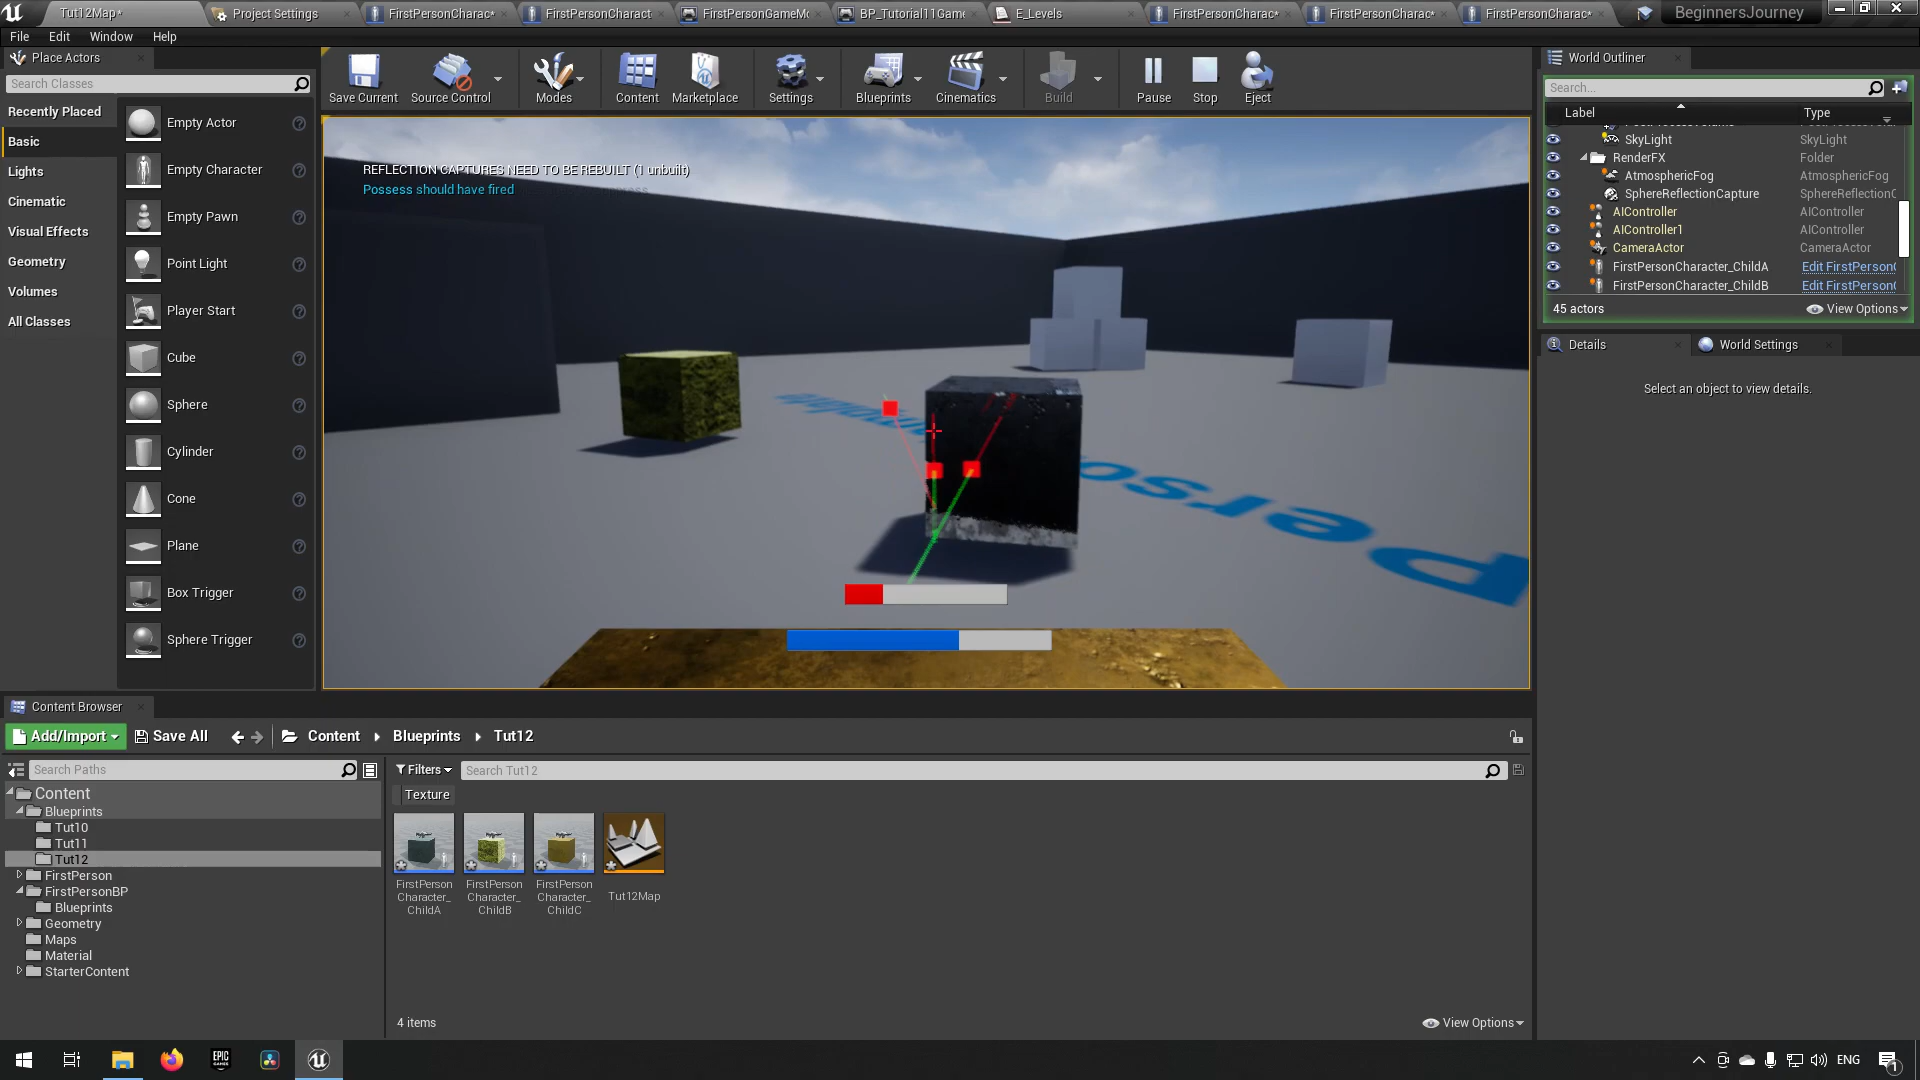 Tut12Map*
Project Settings
FirstPersonCharac*
FirstPersonCharact
FirstPersonGameMo
BP_Tutorial11Game
E_Levels
FirstPersonCharac*
FirstPersonCharac*
FirstPersonCharac*
BeginnersJourney
File Edit Window Help
Place Actors
Search Classes
Recently Placed
Basic
Lights
Cinematic
Visual Effects
Geometry
Volumes
All Classes
Empty Actor
Empty Character
Empty Pawn
Point Light
Player Start
Cube
Sphere
Cylinder
Cone
Plane
Box Trigger
Sphere Trigger
Save Current
Source Control
Modes
Content
Marketplace
Settings
Blueprints
Cinematics
Build
Pause
Stop
Eject
REFLECTION CAPTURES NEED TO BE REBUILT (1 unbuilt)
Possess should have fired
World Outliner
Search...
Label Type
SkyLight SkyLight
RenderFX Folder
AtmosphericFog AtmosphericFog
SphereReflectionCapture SphereReflectionC
AIController AIController
AIController1 AIController
CameraActor CameraActor
FirstPersonCharacter_ChildA Edit FirstPerson
FirstPersonCharacter_ChildB Edit FirstPerson
45 actors View Options
Details
World Settings
Select an object to view details.
Content Browser
Add/Import Save All Content Blueprints Tut12
Search Paths
Content
Blueprints
Tut10
Tut11
Tut12
FirstPerson
FirstPersonBP
Blueprints
Geometry
Maps
Material
StarterContent
Filters
Search Tut12
Texture
FirstPerson
Character_
ChildA
FirstPerson
Character_
ChildB
FirstPerson
Character_
ChildC
Tut12Map
4 items
View Options
EPIC
GAMES
ENG
1